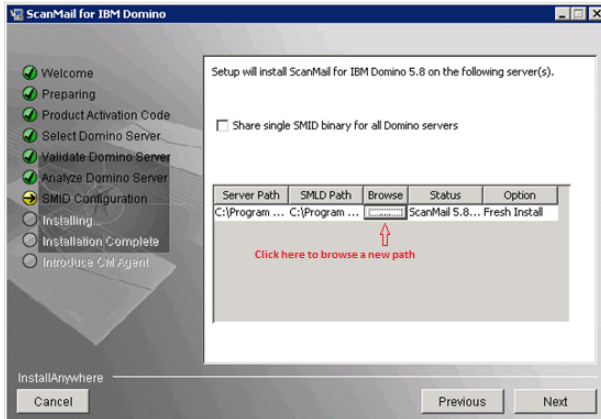 ScanMail for IBM Domino
Welcome
Preparing
Product Activation Code
Select Domino Server
Validate Domino Server
Analyze Domino Server
SMID Configuration
Installing...
Installation Complete
Introduce CM Agent
Setup will install ScanMail for IBM Domino 5.8 on the following server(s).
Share single SMID binary for all Domino servers
Server Path SMLD Path Browse Status Option
C:\Program ... C:\Program ... ...... ScanMail 5.8... Fresh Install
Click here to browse a new path
InstallAnywhere
Cancel Previous Next